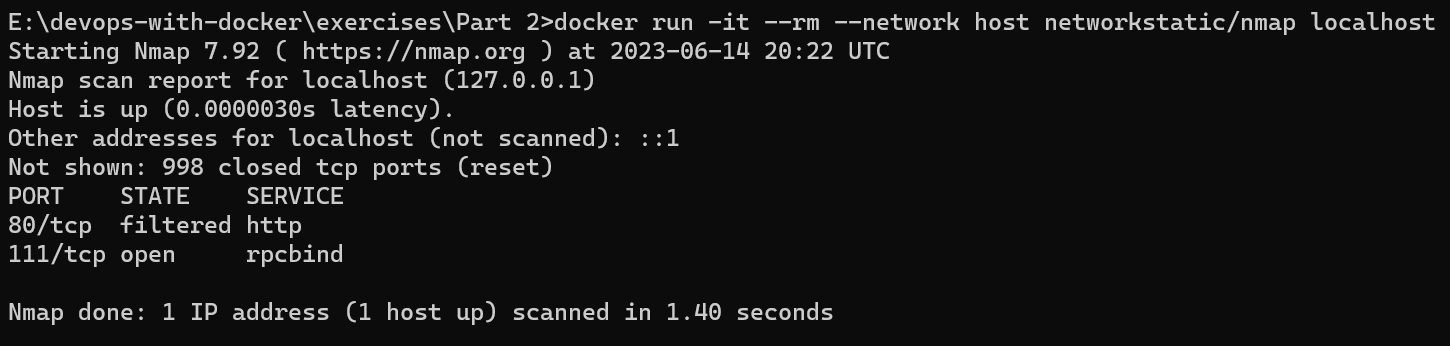 E:\devops-with-docker\exercises\Part 2>docker run -it --rm --network host networkstatic/nmap localhost
Starting Nmap 7.92 ( https://nmap.org ) at 2023-06-14 20:22 UTC
Nmap scan report for localhost (127.0.0.1)
Host is up (0.0000030s latency).
Other addresses for localhost (not scanned): ::1
Not shown: 998 closed tcp ports (reset)
PORT    STATE    SERVICE
80/tcp  filtered http
111/tcp open     rpcbind
Nmap done: 1 IP address (1 host up) scanned in 1.40 seconds